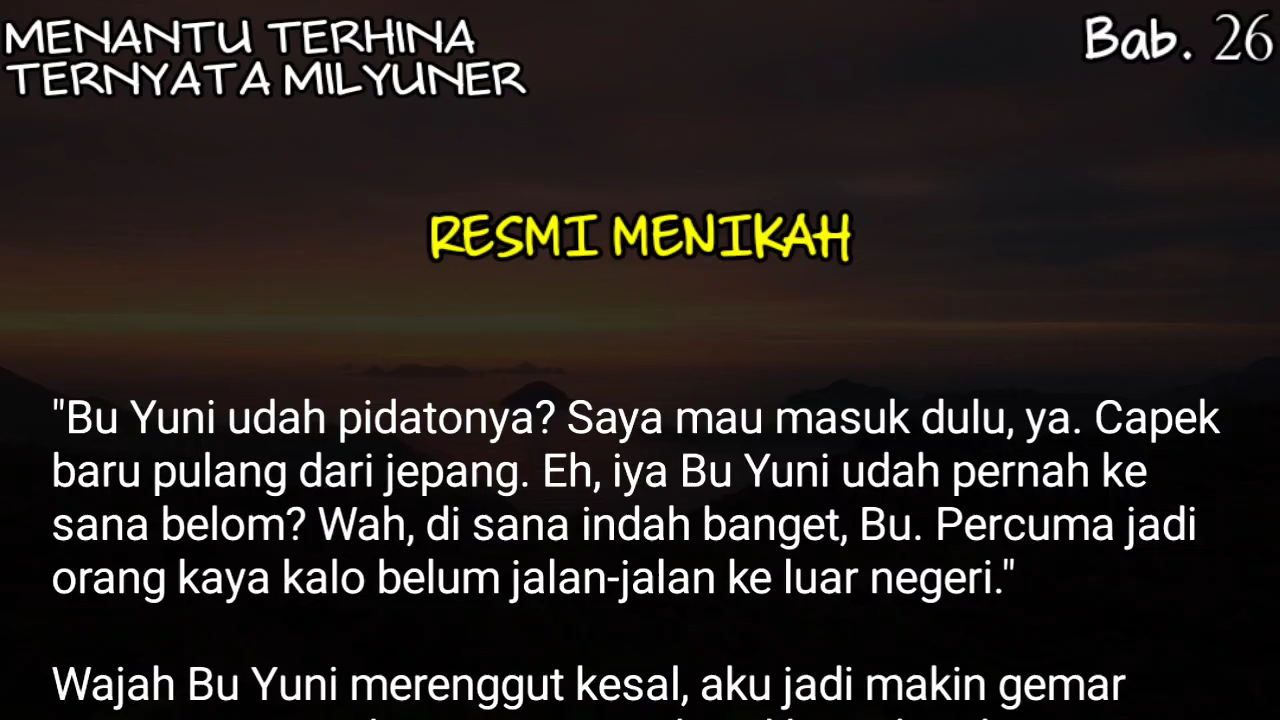 MENANTU TERHINA
TERNYATA MILYUNER
Bab. 26
RESMI MENIKAH
"Bu Yuni udah pidatonya? Saya mau masuk dulu, ya. Capek
baru pulang dari jepang. Eh, iya Bu Yuni udah pernah ke
sana belom? Wah, di sana indah banget, Bu. Percuma jadi
orang kaya kalo belum jalan-jalan ke luar negeri."
Wajah Bu Yuni merenggut kesal, aku jadi makin gemar